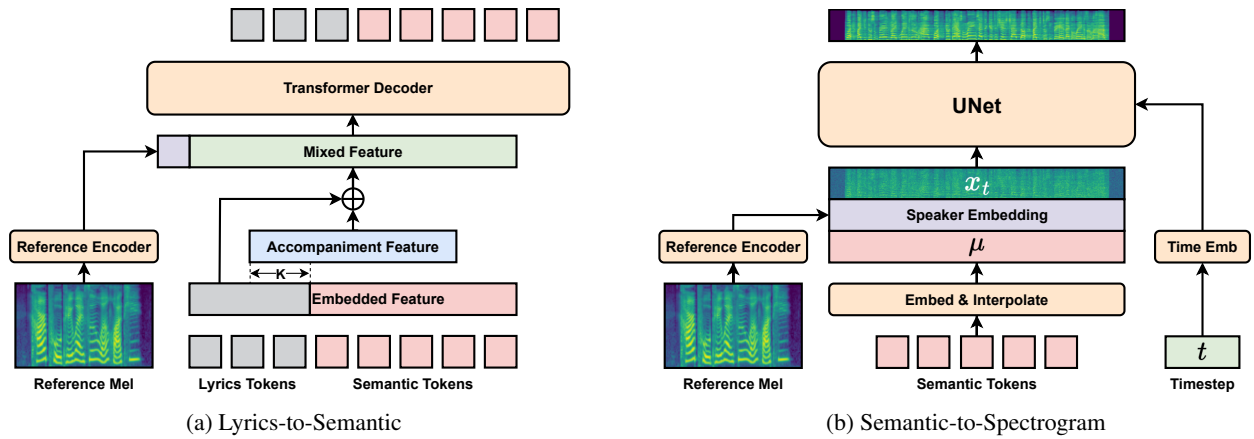 Transformer Decoder
Mixed Feature
Reference Encoder
Accompaniment Feature
K
Embedded Feature
Reference Mel
Lyrics Tokens
Semantic Tokens
(a) Lyrics-to-Semantic
UNet
x_t
Speaker Embedding
Reference Encoder
μ
Time Emb
Embed & Interpolate
t
Reference Mel
Semantic Tokens
Timestep
(b) Semantic-to-Spectrogram